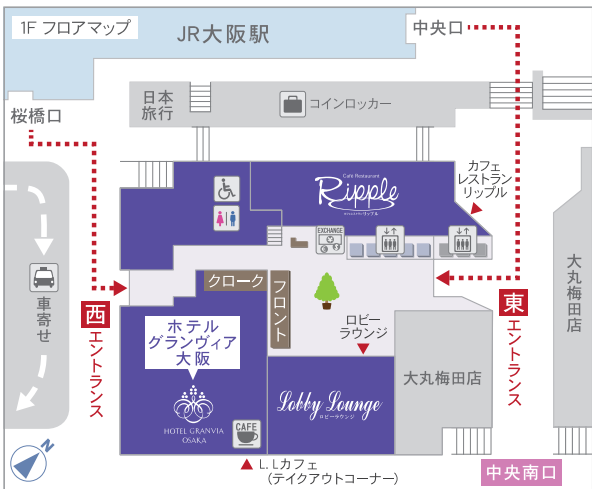 1F フロアマップ
JR大阪駅
中央口
桜橋口
日本
旅行
コインロッカー
Cafe Restaurant
Ripple
カフェ
レストラン
リップル
EXCHANGE
クローク
フロント
ロビー
ラウンジ
西
エントランス
東
エントランス
車寄せ
大丸梅田店
大丸梅田店
ホテル
グランヴィア
大阪
HOTEL GRANVIA
OSAKA
CAFE
Lobby Lounge
ロビーラウンジ
L.Lカフェ
(テイクアウトコーナー)
中央南口
N